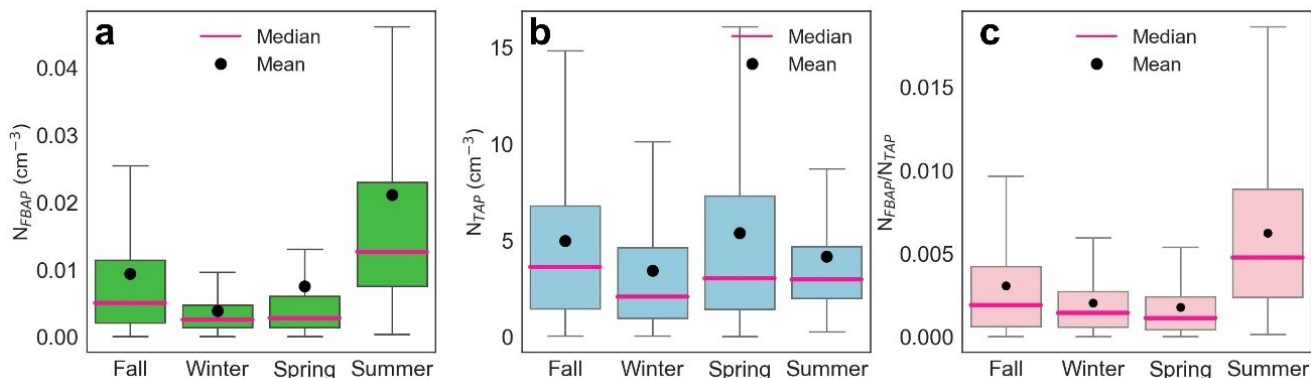 a
Median
Mean
N_FBAP (cm⁻³)
0.04
0.03
0.02
0.01
0.00
Fall Winter Spring Summer
b
Median
Mean
N_TAP (cm⁻³)
15
10
5
0
Fall Winter Spring Summer
c
Median
Mean
N_FBAP/N_TAP
0.015
0.010
0.005
0.000
Fall Winter Spring Summer